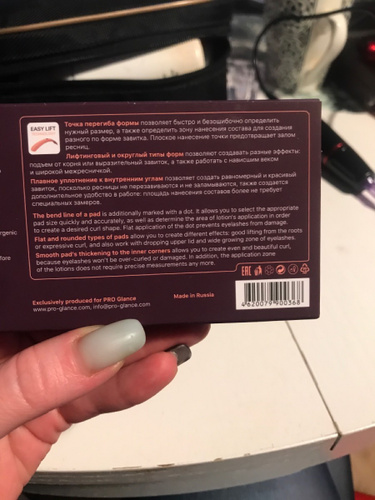 EASY LIFT
Точка перегиба формы позволяет быстро и безошибочно определить
нужный размер, а также определить зону нанесения состава для создания
разного по форме завитка. Плоское нанесение точки предотвращает залом
ресниц.
Лифтинговый и округлый типы форм позволяют создавать разные эффекты:
подъем от корня или выразительный завиток, а также работать с нависшим веком
и широкой межресничкой.
Плавное уплотнение к внутренним углам позволяет создать равномерный и красивый
завиток, поскольку ресницы не перезавиваются и не заламываются, также создается
дополнительное удобство в работе: площадь нанесения составов более не требует
специальных замеров.
The bend line of a pad is additionally marked with a dot. It allows you to select the appropriate
pad size quickly and accurately, as well as determine the area of lotion's application in order
to create a desired curl shape. Flat application of the dot prevents eyelashes from damage.
Flat and rounded types of pads allow you to create different effects: good lifting from the roots
or expressive curl, and also work with dropping upper lid and wide growing zone of eyelashes.
Smooth pad's thickening to the inner corners allows you to create even and beautiful curl,
because eyelashes won't be over-curled or damaged. In addition, the application zone
of the lotions does not require precise measurements any more.
ergenic
fore
EAC
Exclusively produced for PRO Glance
www.pro-glance.com, info@pro-glance.com
Made in Russia
4620079900368